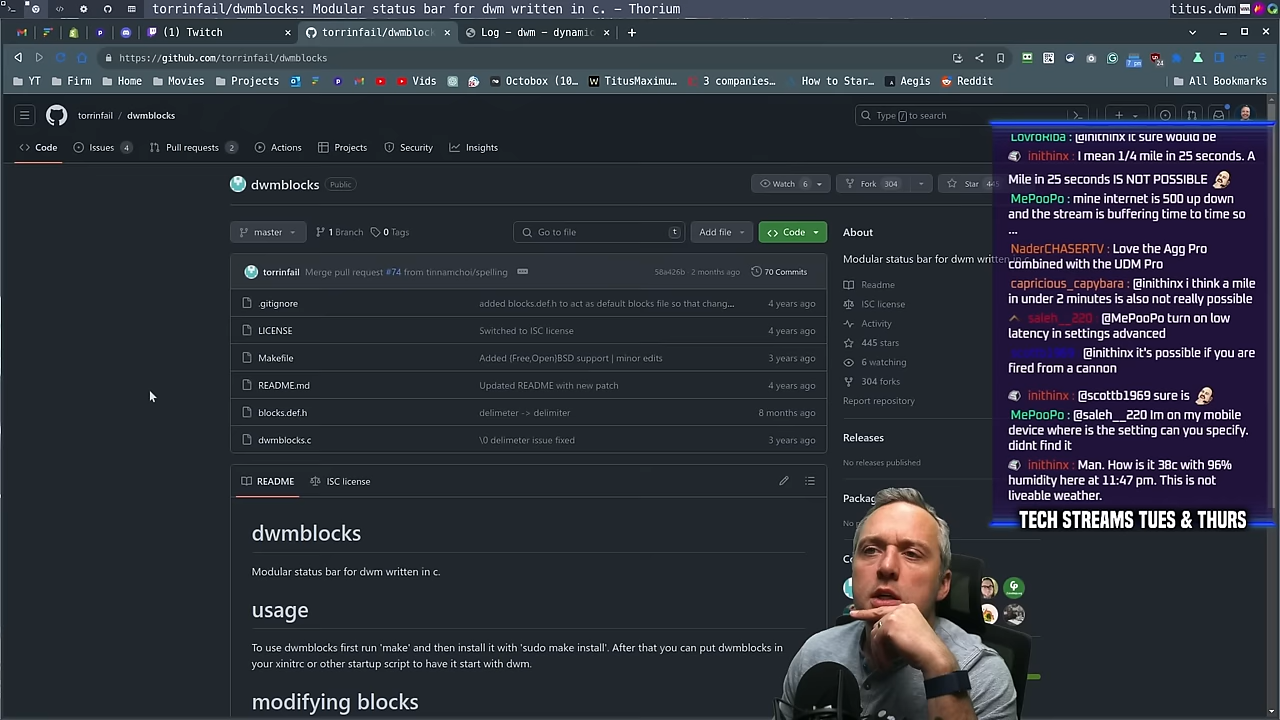 torrinfail/dwmblocks: Modular status bar for dwm written in c. – Thorium
titus.dwm
(1) Twitch
torrinfail/dwmblock
Log - dwm - dynamic
https://github.com/torrinfail/dwmblocks
YT
Firm
Home
Movies
Projects
Vids
Octobox (10...
TitusMaximu...
3 companies...
How to Star...
Aegis
Reddit
All Bookmarks
torrinfail / dwmblocks
Type / to search
Code
Issues 4
Pull requests 2
Actions
Projects
Security
Insights
dwmblocks Public
Watch 6
Fork 304
Star 445
master
1 Branch
0 Tags
Go to file t
Add file
Code
torrinfail Merge pull request #74 from tinnamchoi/spelling
58a426b · 2 months ago
70 Commits
.gitignore added blocks.def.h to act as default blocks file so that chang... 4 years ago
LICENSE Switched to ISC license 4 years ago
Makefile Added (Free,Open)BSD support | minor edits 3 years ago
README.md Updated README with new patch 4 years ago
blocks.def.h delimeter -> delimiter 8 months ago
dwmblocks.c \0 delimeter issue fixed 3 years ago
README
ISC license
dwmblocks
Modular status bar for dwm written in c.
usage
To use dwmblocks first run 'make' and then install it with 'sudo make install'. After that you can put dwmblocks in
your xinitrc or other startup script to have it start with dwm.
modifying blocks
About
Modular status bar for dwm written in c.
Readme
ISC license
Activity
445 stars
6 watching
304 forks
Report repository
Releases
No releases published
Packag
LovroRiba : @inithinx it sure would be
inithinx : I mean 1/4 mile in 25 seconds. A
Mile in 25 seconds IS NOT POSSIBLE
MePooPo : mine internet is 500 up down
and the stream is buffering time to time so
...
NaderCHASERTV : Love the Agg Pro
combined with the UDM Pro
capricious_capybara : @inithinx i think a mile
in under 2 minutes is also not really possible
saleh__220 @MePooPo turn on low
latency in settings advanced
@inithinx it's possible if you are
fired from a cannon
inithinx : @scottb1969 sure is
MePooPo : @saleh__220 Im on my mobile
device where is the setting can you specify.
didnt find it
inithinx : Man. How is it 38c with 96%
humidity here at 11:47 pm. This is not
liveable weather.
TECH STREAMS TUES & THURS